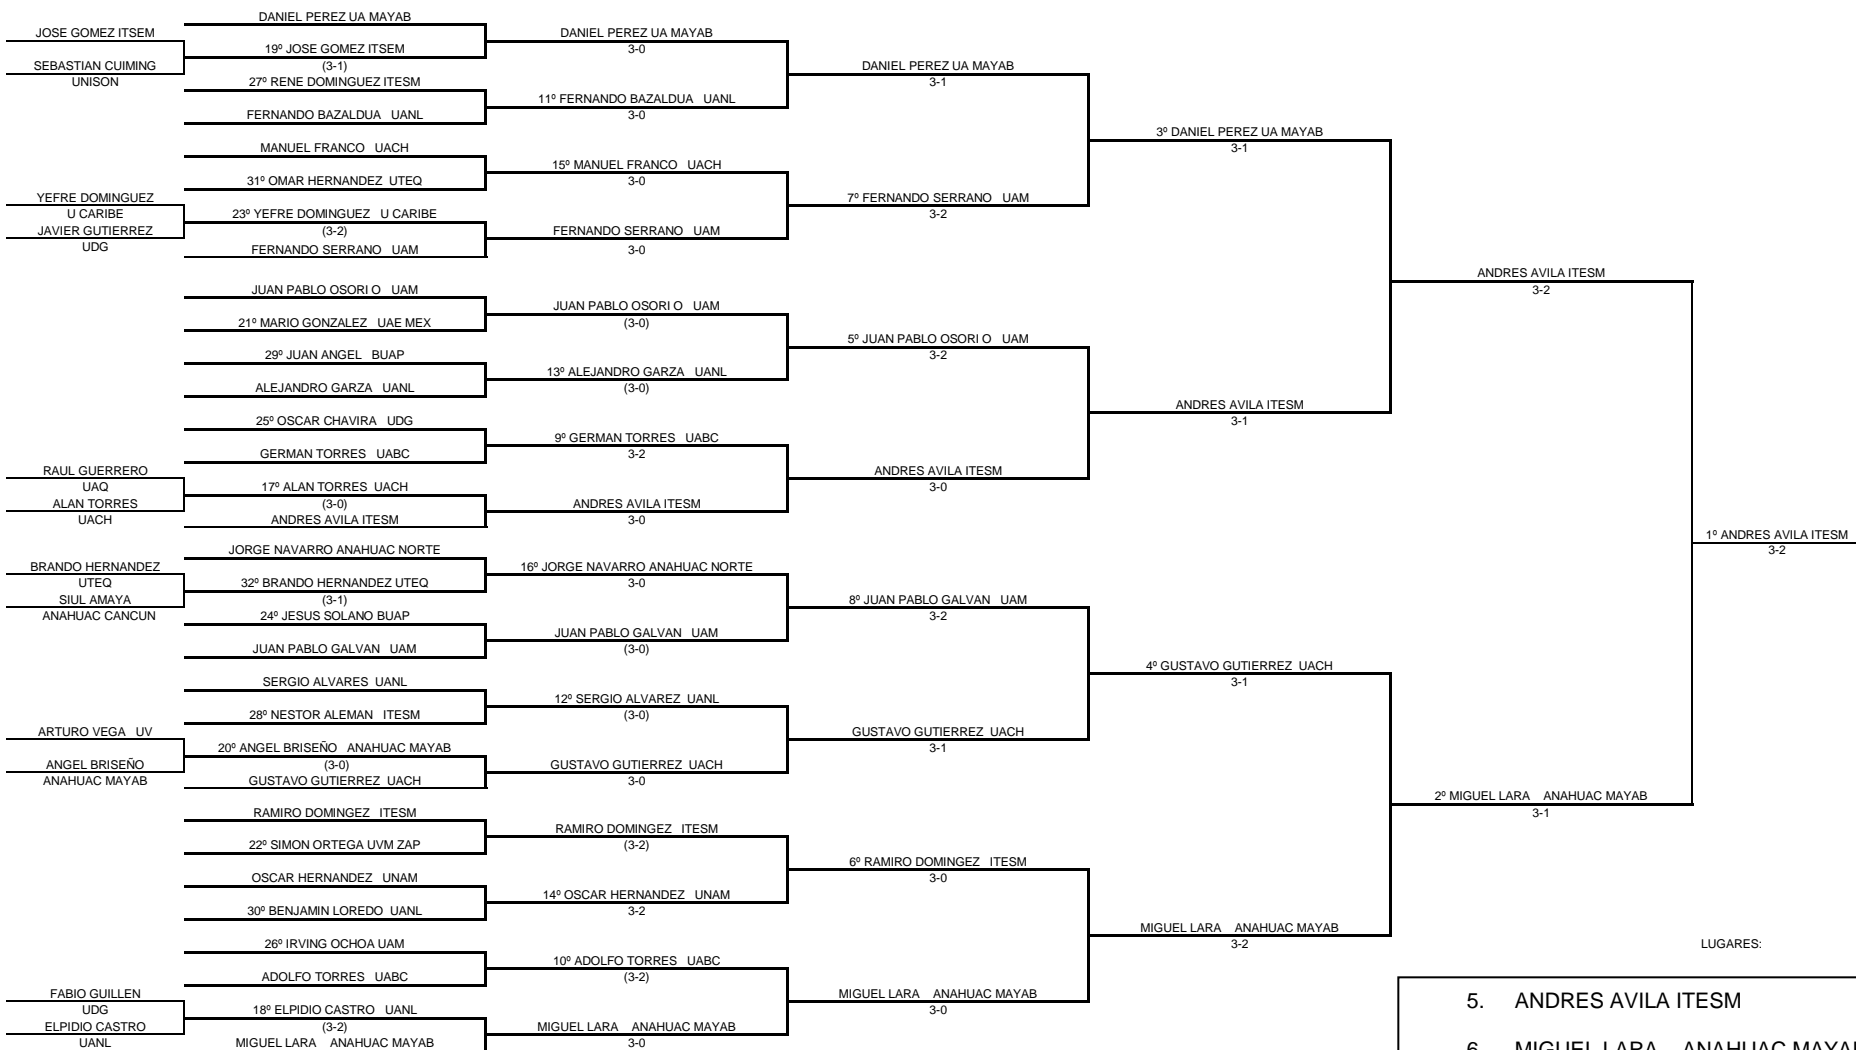 DANIEL PEREZ UA MAYAB
JOSE GOMEZ ITSEM
DANIEL PEREZ UA MAYAB
19º JOSE GOMEZ ITSEM
3-0
SEBASTIAN CUIMING
(3-1)
DANIEL PEREZ UA MAYAB
UNISON
27º RENE DOMINGUEZ ITESM
3-1
11º FERNANDO BAZALDUA UANL
FERNANDO BAZALDUA UANL
3-0
3º DANIEL PEREZ UA MAYAB
MANUEL FRANCO UACH
3-1
15º MANUEL FRANCO UACH
31º OMAR HERNANDEZ UTEQ
3-0
YEFRE DOMINGUEZ
7º FERNANDO SERRANO UAM
U CARIBE
23º YEFRE DOMINGUEZ U CARIBE
3-2
JAVIER GUTIERREZ
(3-2)
FERNANDO SERRANO UAM
UDG
FERNANDO SERRANO UAM
3-0
ANDRES AVILA ITESM
JUAN PABLO OSORI O UAM
3-2
JUAN PABLO OSORI O UAM
21º MARIO GONZALEZ UAE MEX
(3-0)
5º JUAN PABLO OSORI O UAM
29º JUAN ANGEL BUAP
3-2
13º ALEJANDRO GARZA UANL
ALEJANDRO GARZA UANL
(3-0)
ANDRES AVILA ITESM
25º OSCAR CHAVIRA UDG
3-1
9º GERMAN TORRES UABC
GERMAN TORRES UABC
3-2
RAUL GUERRERO
ANDRES AVILA ITESM
UAQ
17º ALAN TORRES UACH
3-0
ALAN TORRES
(3-0)
ANDRES AVILA ITESM
UACH
ANDRES AVILA ITESM
3-0
1º ANDRES AVILA ITESM
3-2
JORGE NAVARRO ANAHUAC NORTE
BRANDO HERNANDEZ
16º JORGE NAVARRO ANAHUAC NORTE
UTEQ
32º BRANDO HERNANDEZ UTEQ
3-0
SIUL AMAYA
(3-1)
8º JUAN PABLO GALVAN UAM
ANAHUAC CANCUN
24º JESUS SOLANO BUAP
3-2
JUAN PABLO GALVAN UAM
JUAN PABLO GALVAN UAM
(3-0)
4º GUSTAVO GUTIERREZ UACH
SERGIO ALVARES UANL
3-1
12º SERGIO ALVAREZ UANL
28º NESTOR ALEMAN ITESM
(3-0)
ARTURO VEGA UV
GUSTAVO GUTIERREZ UACH
20º ANGEL BRISEÑO ANAHUAC MAYAB
3-1
ANGEL BRISEÑO
(3-0)
GUSTAVO GUTIERREZ UACH
ANAHUAC MAYAB
GUSTAVO GUTIERREZ UACH
3-0
2º MIGUEL LARA ANAHUAC MAYAB
RAMIRO DOMINGEZ ITESM
3-1
RAMIRO DOMINGEZ ITESM
22º SIMON ORTEGA UVM ZAP
(3-2)
6º RAMIRO DOMINGEZ ITESM
OSCAR HERNANDEZ UNAM
3-0
14º OSCAR HERNANDEZ UNAM
30º BENJAMIN LOREDO UANL
3-2
MIGUEL LARA ANAHUAC MAYAB
26º IRVING OCHOA UAM
3-2
LUGARES:
10º ADOLFO TORRES UABC
ADOLFO TORRES UABC
(3-2)
FABIO GUILLEN
MIGUEL LARA ANAHUAC MAYAB
UDG
18º ELPIDIO CASTRO UANL
3-0
5. ANDRES AVILA ITESM
ELPIDIO CASTRO
(3-2)
MIGUEL LARA ANAHUAC MAYAB
UANL
MIGUEL LARA ANAHUAC MAYAB
3-0
6. MIGUEL LARA ANAHUAC MAYAB